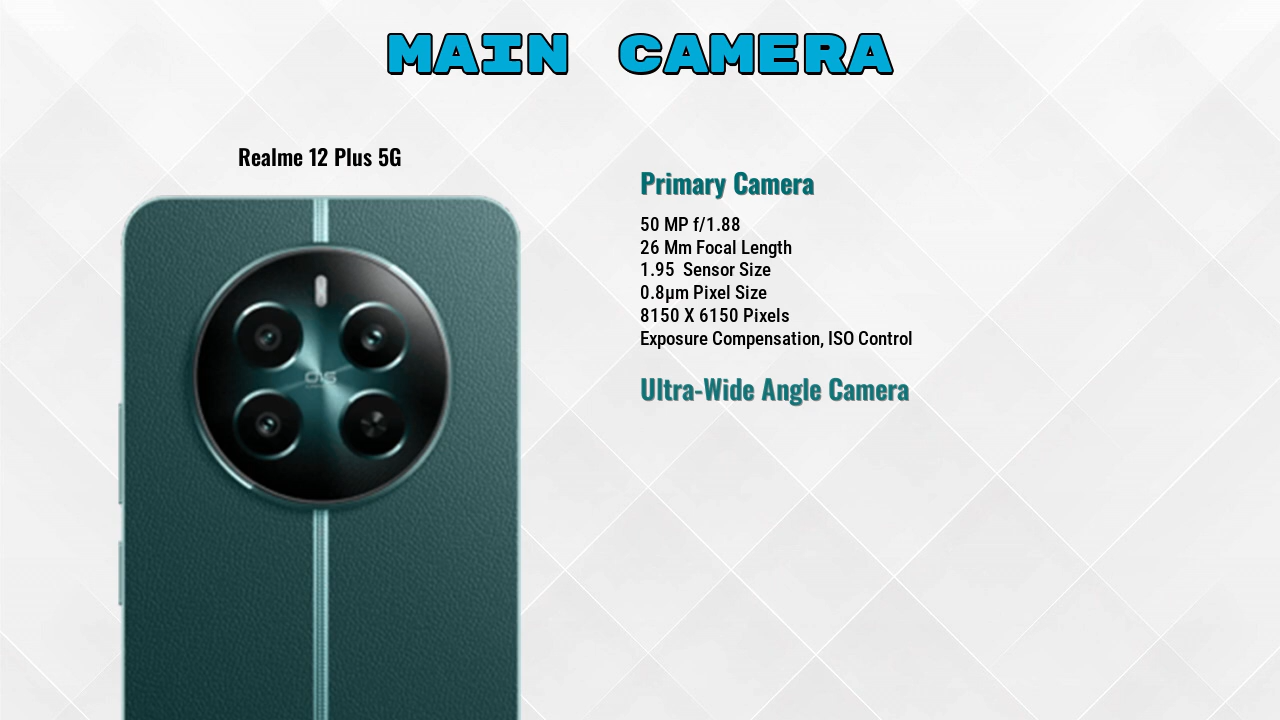 MAIN CAMERA
Realme 12 Plus 5G
Primary Camera
50 MP f/1.88
26 Mm Focal Length
1.95  Sensor Size
0.8µm Pixel Size
8150 X 6150 Pixels
Exposure Compensation, ISO Control
Ultra-Wide Angle Camera